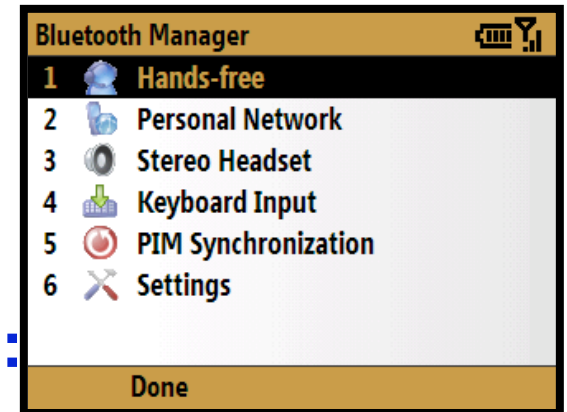 Bluetooth Manager
1 Hands-free
2 Personal Network
3 Stereo Headset
4 Keyboard Input
5 PIM Synchronization
6 Settings
Done